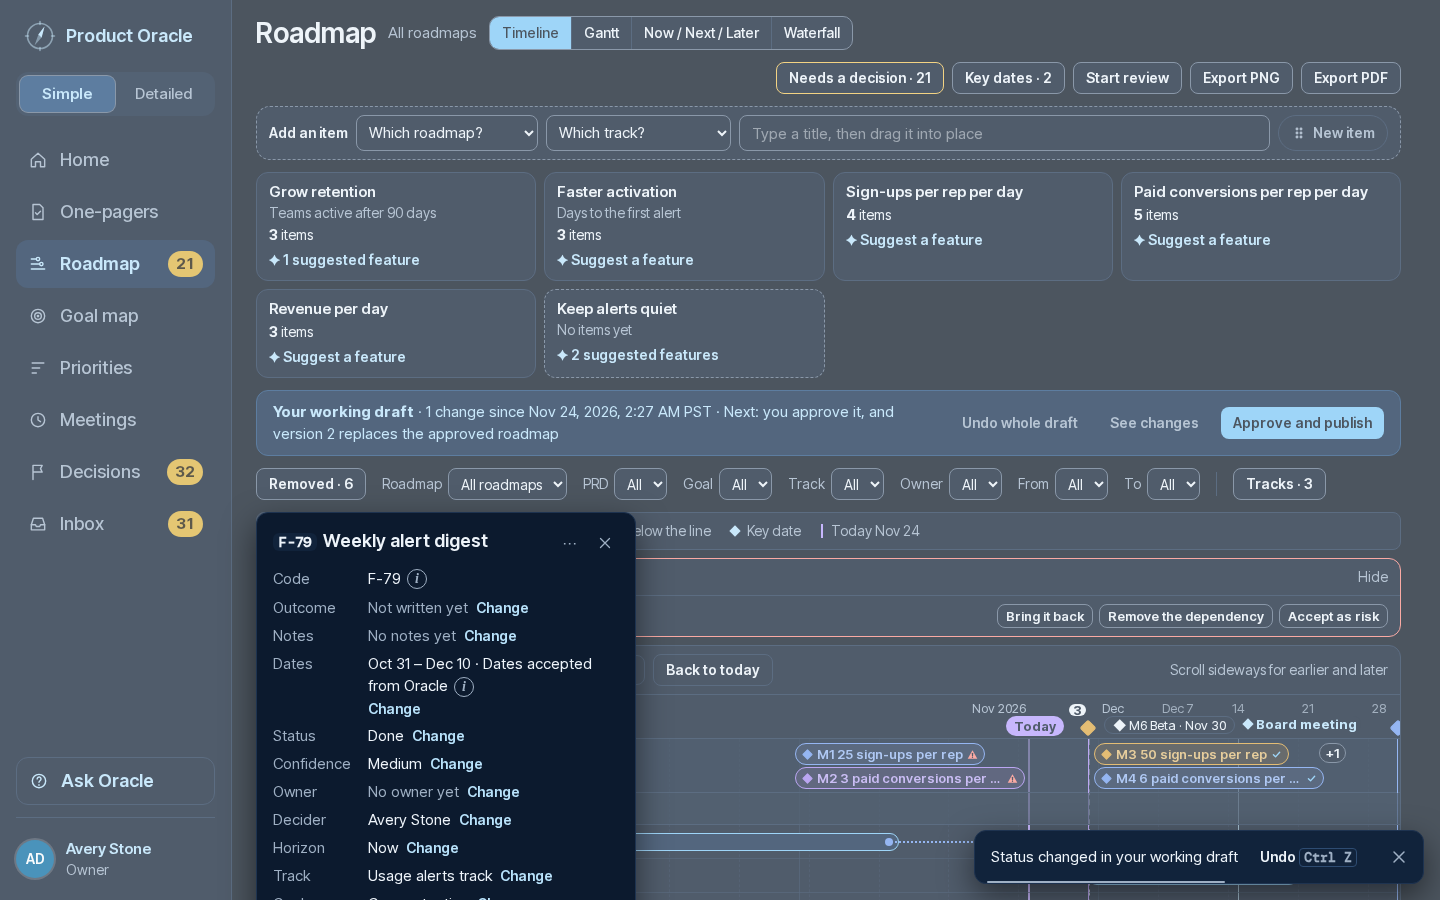 Product Oracle
Simple
Detailed
Home
One-pagers
Roadmap 21
Goal map
Priorities
Meetings
Decisions 32
Inbox 31
Ask Oracle
AD
Avery Stone
Owner
Roadmap All roadmaps Timeline Gantt Now / Next / Later Waterfall
Needs a decision · 21 Key dates · 2 Start review Export PNG Export PDF
Add an item Which roadmap? Which track? Type a title, then drag it into place New item
Grow retention
Teams active after 90 days
3 items
1 suggested feature
Faster activation
Days to the first alert
3 items
Suggest a feature
Sign-ups per rep per day
4 items
Suggest a feature
Paid conversions per rep per day
5 items
Suggest a feature
Revenue per day
3 items
Suggest a feature
Keep alerts quiet
No items yet
2 suggested features
Your working draft · 1 change since Nov 24, 2026, 2:27 AM PST · Next: you approve it, and
version 2 replaces the approved roadmap
Undo whole draft See changes Approve and publish
Removed · 6 Roadmap All roadmaps PRD All Goal All Track All Owner All From All To All Tracks · 3
elow the line Key date Today Nov 24
Hide
Bring it back Remove the dependency Accept as risk
Back to today Scroll sideways for earlier and later
Nov 2026 3 Dec Dec 7 14 21 28
Today M6 Beta · Nov 30 Board meeting
M1 25 sign-ups per rep M3 50 sign-ups per rep +1
M2 3 paid conversions per ... M4 6 paid conversions per ...
F-79 Weekly alert digest
Code F-79 i
Outcome Not written yet Change
Notes No notes yet Change
Dates Oct 31 – Dec 10 · Dates accepted
from Oracle i
Change
Status Done Change
Confidence Medium Change
Owner No owner yet Change
Decider Avery Stone Change
Horizon Now Change
Track Usage alerts track Change
Status changed in your working draft Undo Ctrl Z